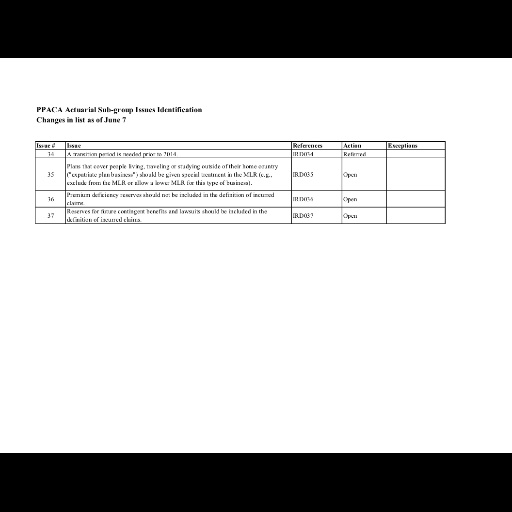 PPACA Actuarial Sub-group Issues Identification
Changes in list as of June 7
Issue # Issue References Action Exceptions
34 A transition period is needed prior to 2014 IRD034 Referred
Plans that cover people living, traveling or studying outside of their home country
35 ("expatriate plan business") should be given special treatment in the MLR (e.g., IRD035 Open
exclude from the MLR or allow a lower MLR for this type of business).
36 Premium deficiency reserves should not be included in the definition of incurred IRD036 Open
claims.
37 Reserves for future contingent benefits and lawsuits should be included in the IRD037 Open
definition of incurred claims.